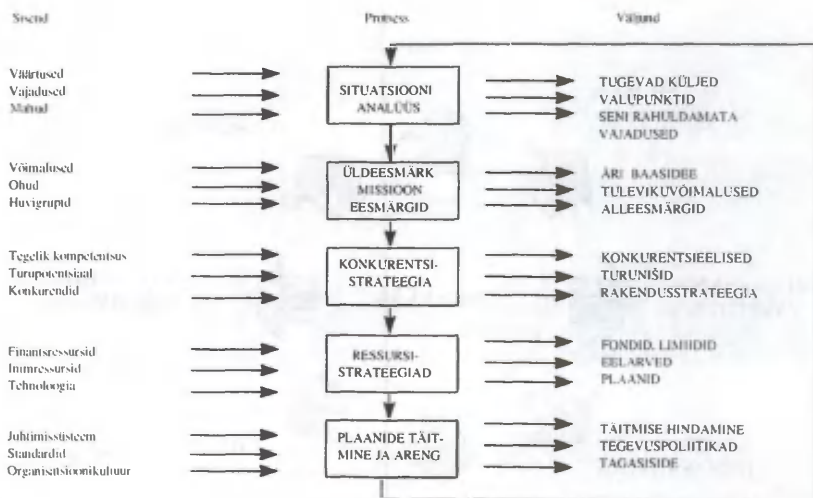 Sisend Protsess Väljund
Väärtused
Vajadused
SITUATSIOONI
ANALÜÜS
TUGEVAD KÜLJED
VALUPUNKTID
SENI RAHULDAMATA
VAJADUSED
Võimalused
Ohud
Huvigrupid
ÜLDEESMÄRK
MISSIOON
EESMÄRGID
ÄRI BAASIDEE
TULEVIKUVÕIMALUSED
ALLEESMÄRGID
Tegelik kompetentsus
Turupotentsiaal
Konkurendid
KONKURENTSI-
STRATEEGIA
KONKURENTSIEELISED
TURUNIŠID
RAKENDUSSTRATEEGIA
Finantsressursid
Inimressursid
Tehnoloogia
RESSURSI-
STRATEEGIAD
FONDID, LIMIIDID
EELARVED
PLAANID
Juhtimissüsteem
Standardid
Organisatsioonikultuur
PLAANIDE TÄIT-
MINE JA ARENG
TÄITMISE HINDAMINE
TEGEVUSPOLIITIKAD
TAGASISIDE